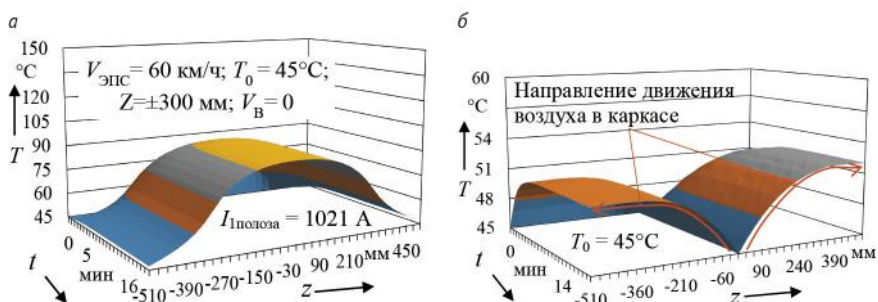 а
150
°C
120
105
T 90
75
60
45
V_ЭПС = 60 км/ч; T_0 = 45°C;
Z=±300 мм; V_В = 0
I_1полоза = 1021 А
0
5
мин
16
t
-510 -390 -270 -150 -30 90 210 мм 450
z
б
60
°C
54
51
T
48
45
Направление движения
воздуха в каркасе
T_0 = 45°C
0
мин
14
t
-510 -360 -210 -60 90 240 390 мм
z